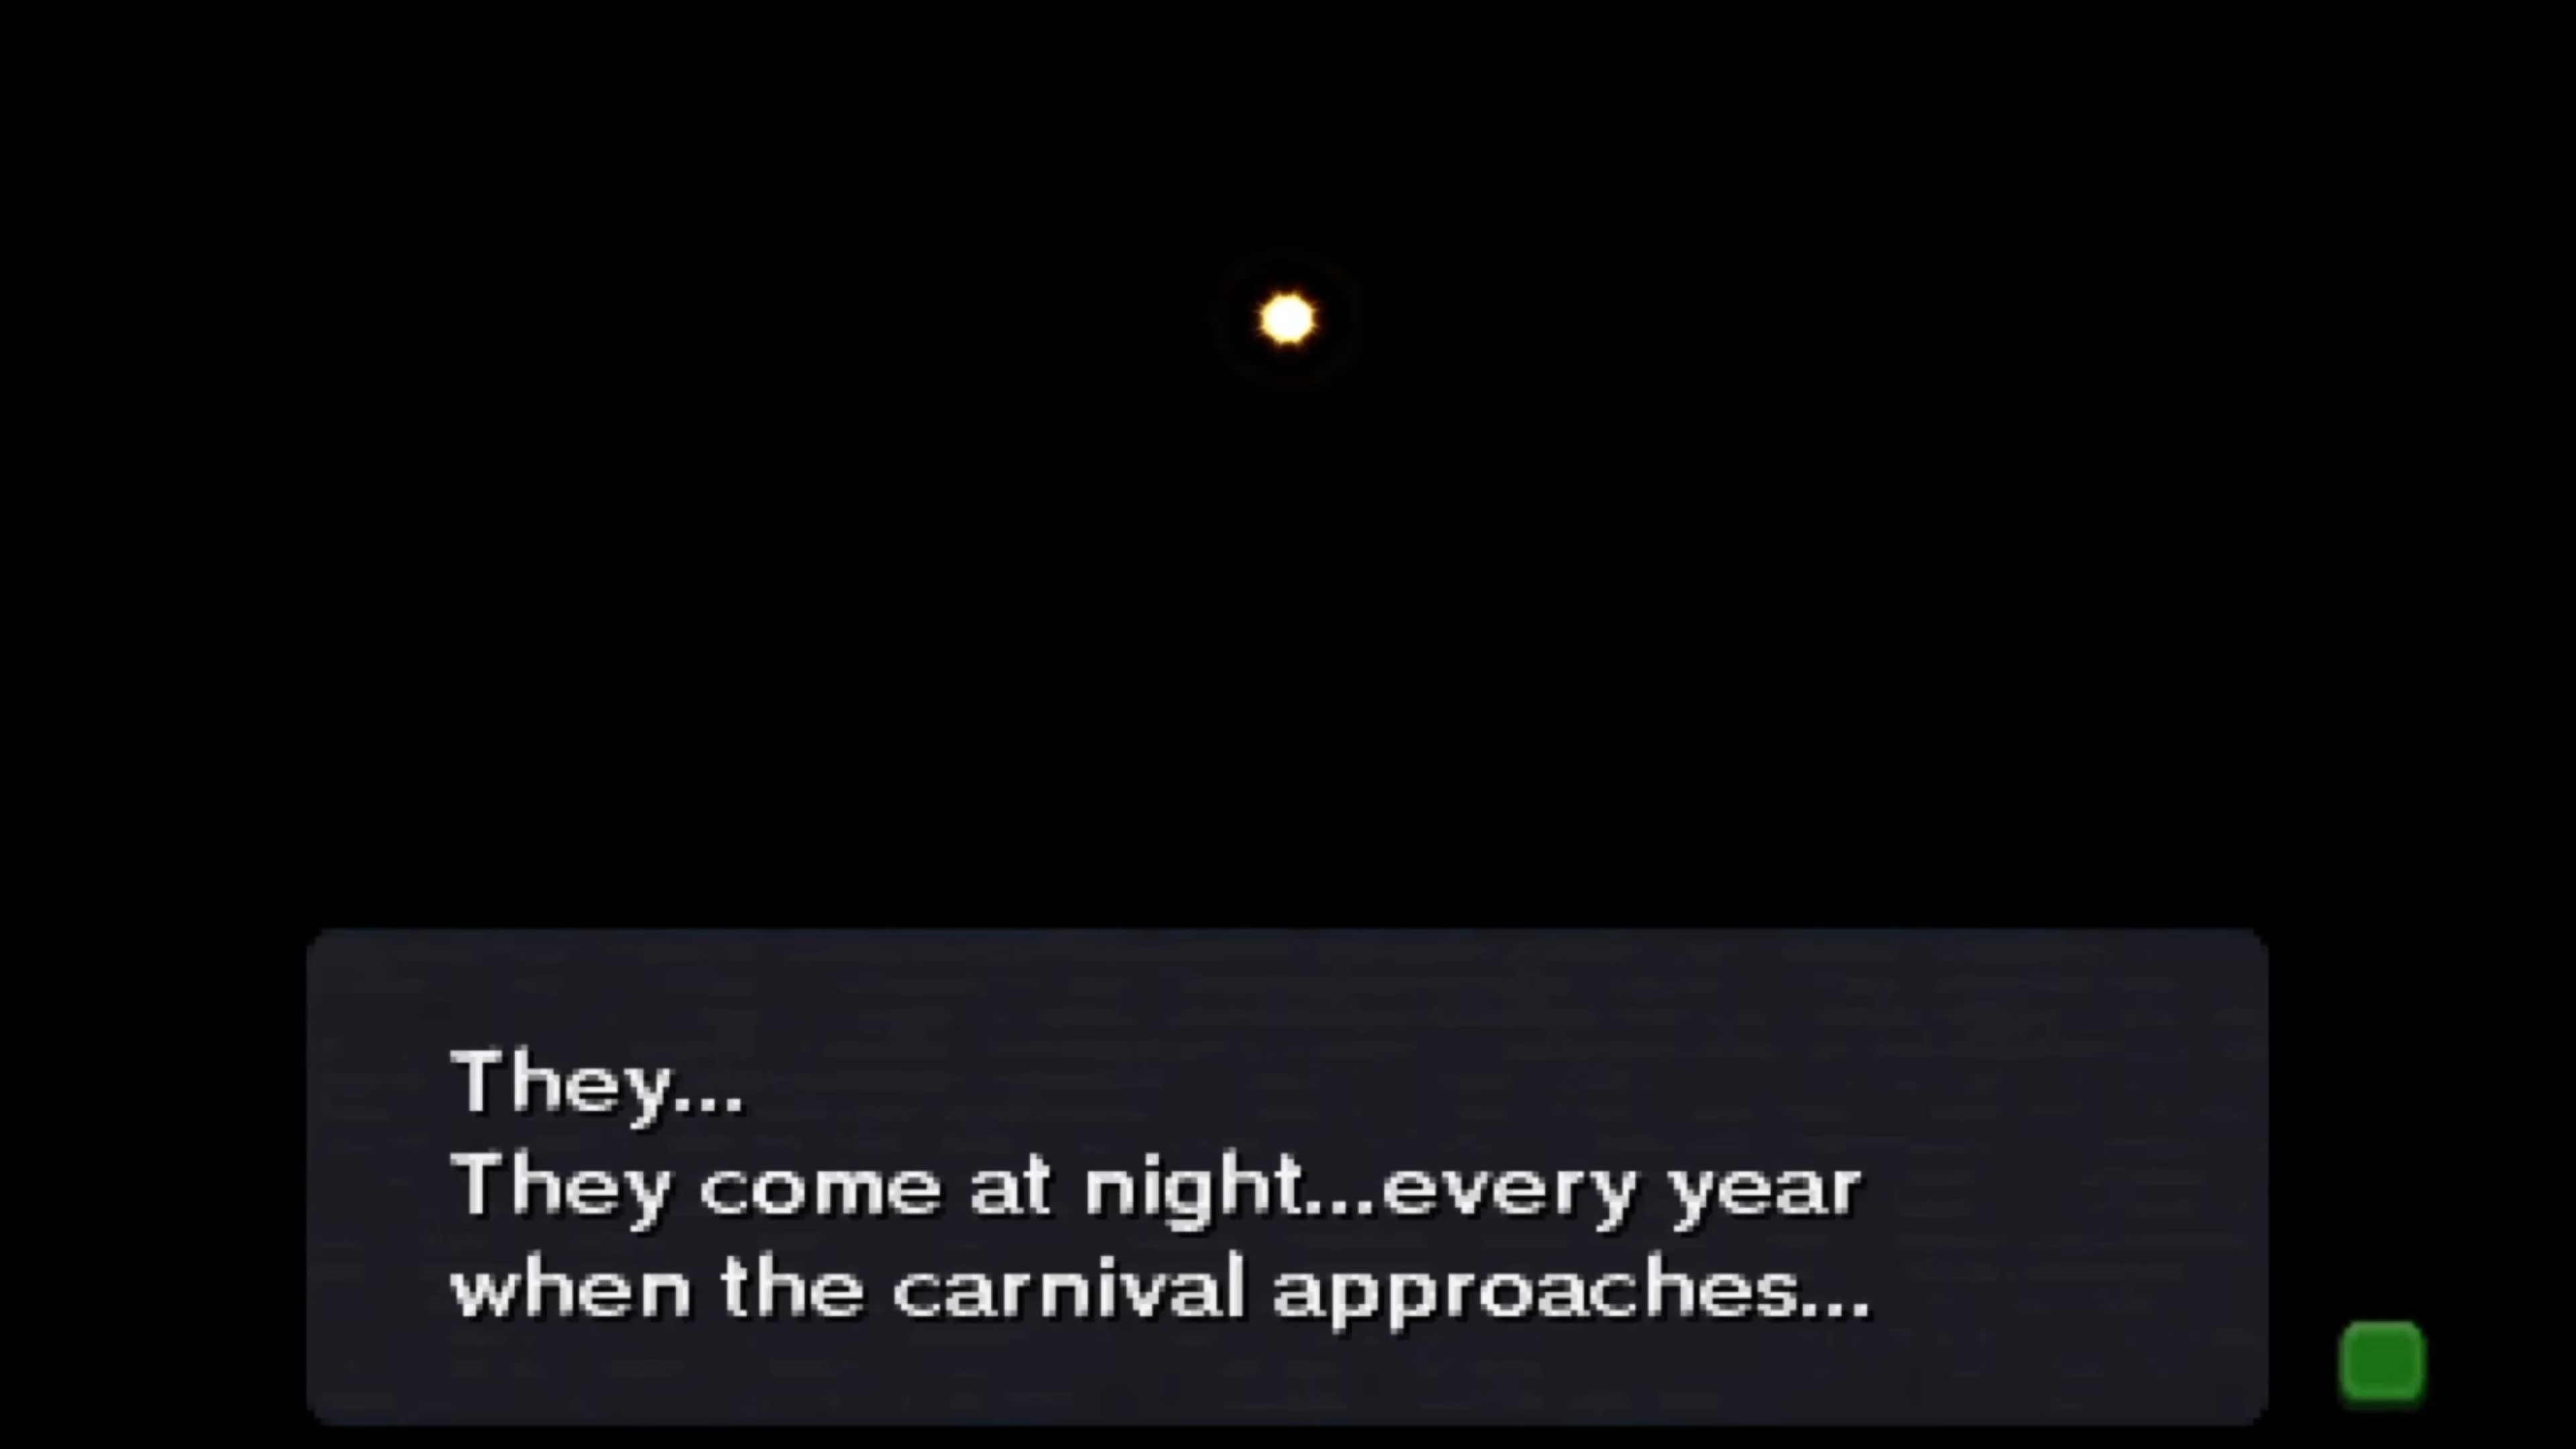 They...
They come at night...every year
when the carnival approaches...